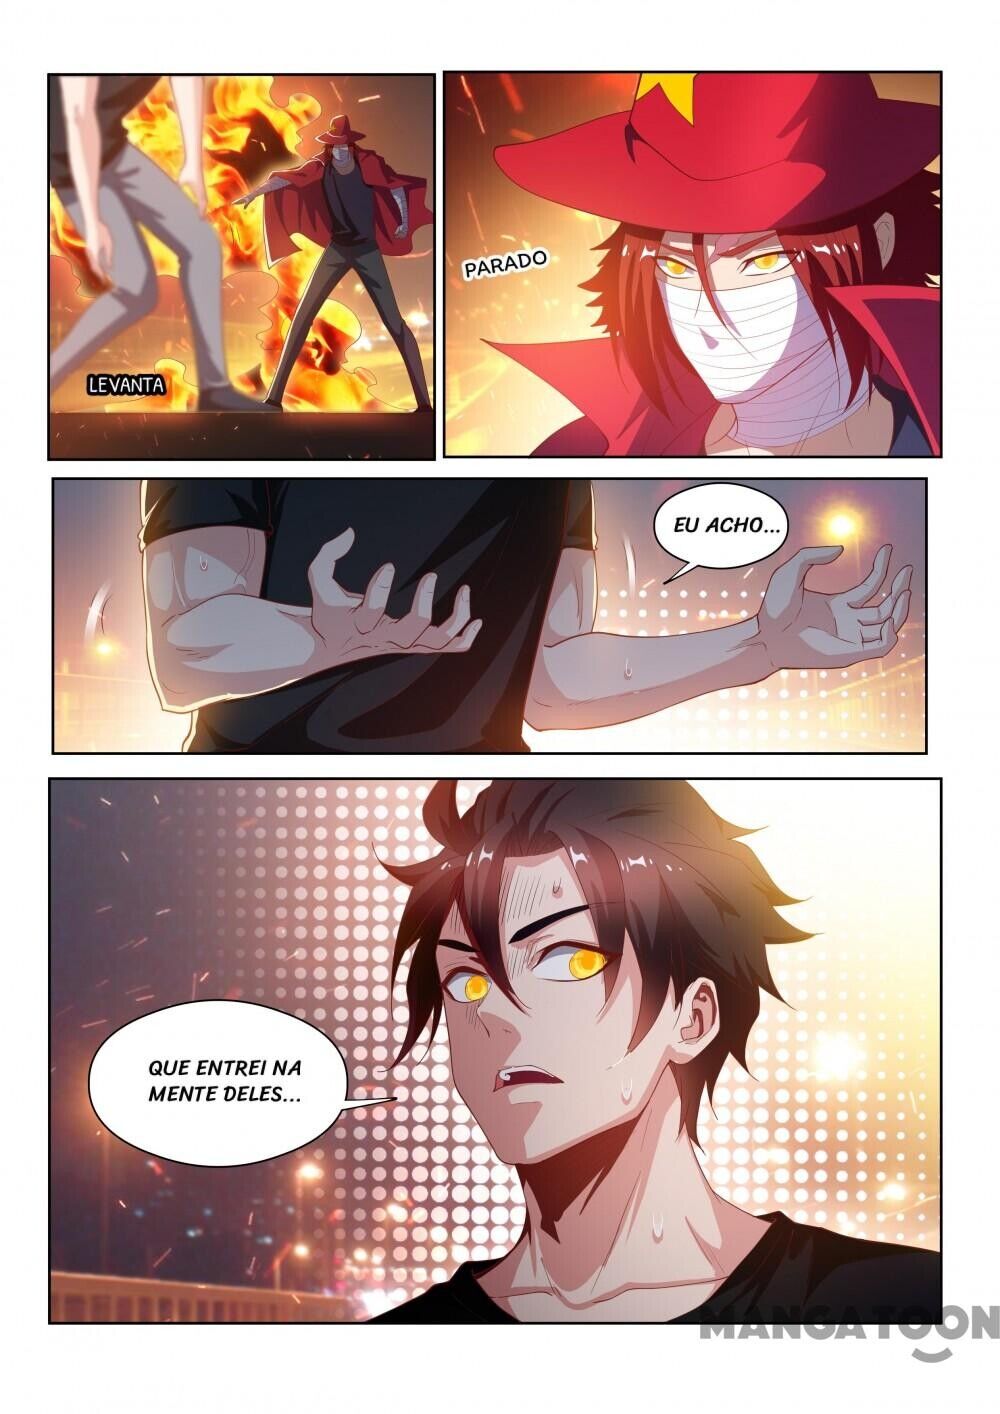 LEVANTA
PARADO
EU ACHO...
QUE ENTREI NA
MENTE DELES...
MANGATOON